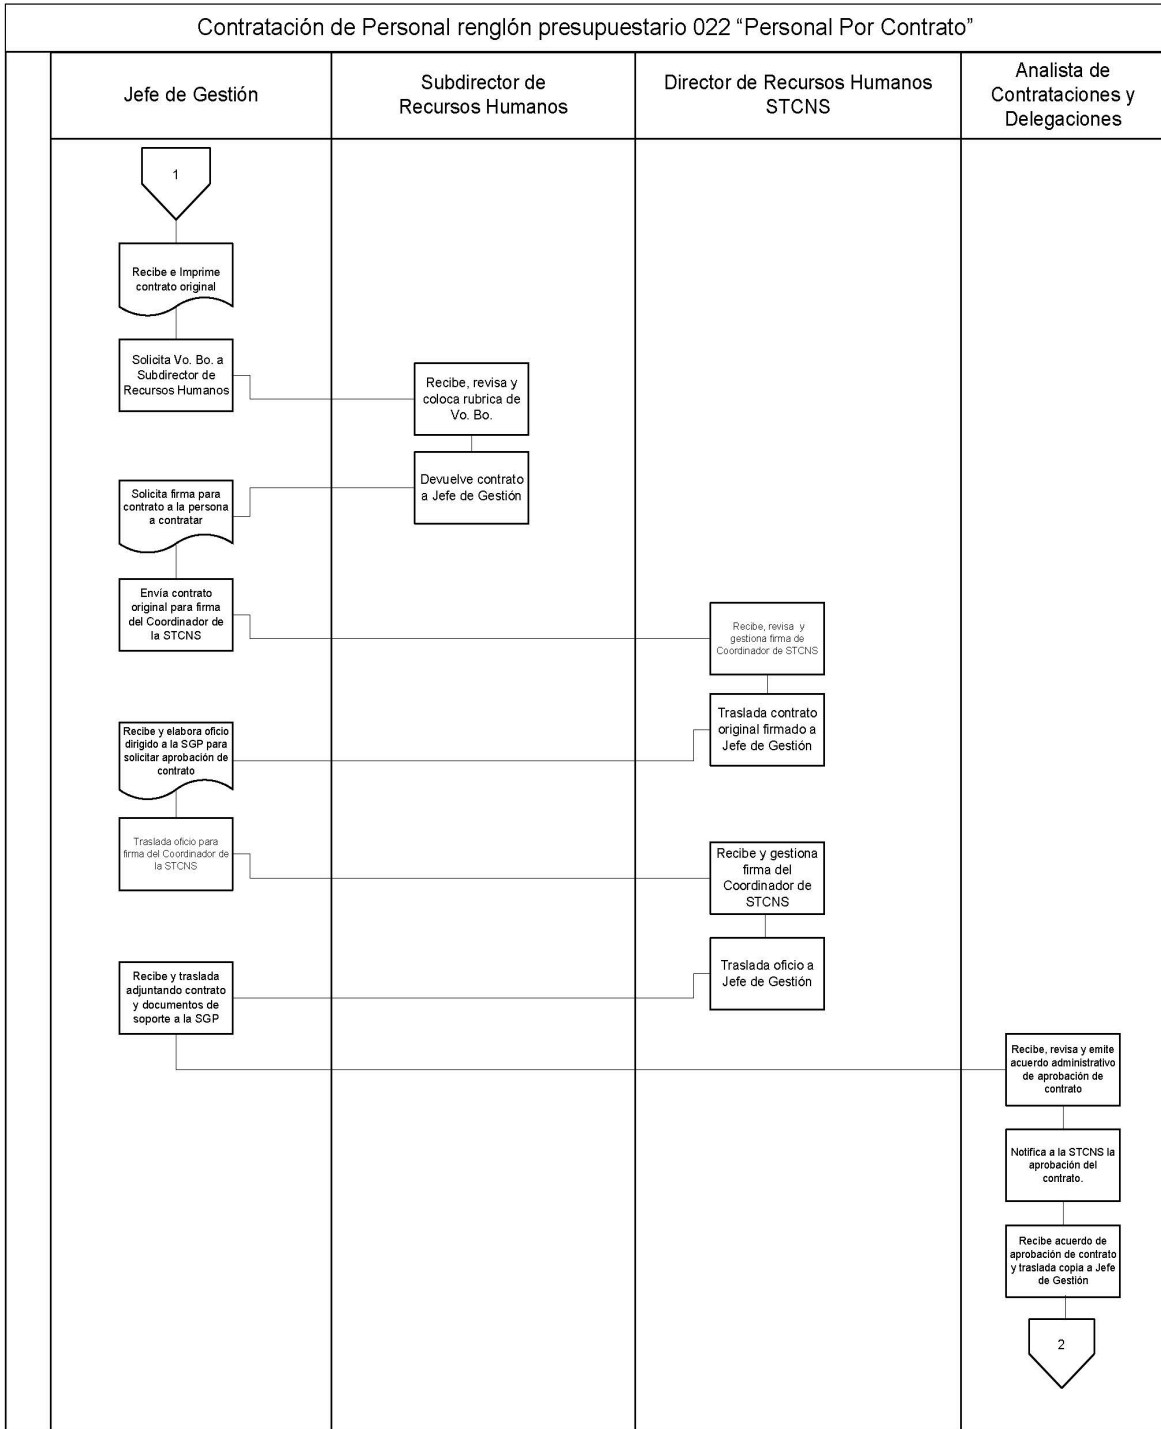 Contratación de Personal renglón presupuestario 022 “Personal Por Contrato”
Jefe de Gestión
Subdirector de
Recursos Humanos
Director de Recursos Humanos
STCNS
Analista de
Contrataciones y
Delegaciones
1
Recibe e Imprime
contrato original
Solicita Vo. Bo. a
Subdirector de
Recursos Humanos
Recibe, revisa y
coloca rubrica de
Vo. Bo.
Devuelve contrato
a Jefe de Gestión
Solicita firma para
contrato a la persona
a contratar
Envía contrato
original para firma
del Coordinador de
la STCNS
Recibe, revisa y
gestiona firma de
Coordinador de STCNS
Traslada contrato
original firmado a
Jefe de Gestión
Recibe y elabora oficio
dirigido a la SGP para
solicitar aprobación de
contrato
Traslada oficio para
firma del Coordinador de
la STCNS
Recibe y gestiona
firma del
Coordinador de
STCNS
Traslada oficio a
Jefe de Gestión
Recibe y traslada
adjuntando contrato
y documentos de
soporte a la SGP
Recibe, revisa y emite
acuerdo administrativo
de aprobación de
contrato
Notifica a la STCNS la
aprobación del
contrato.
Recibe acuerdo de
aprobación de contrato
y traslada copia a Jefe
de Gestión
2